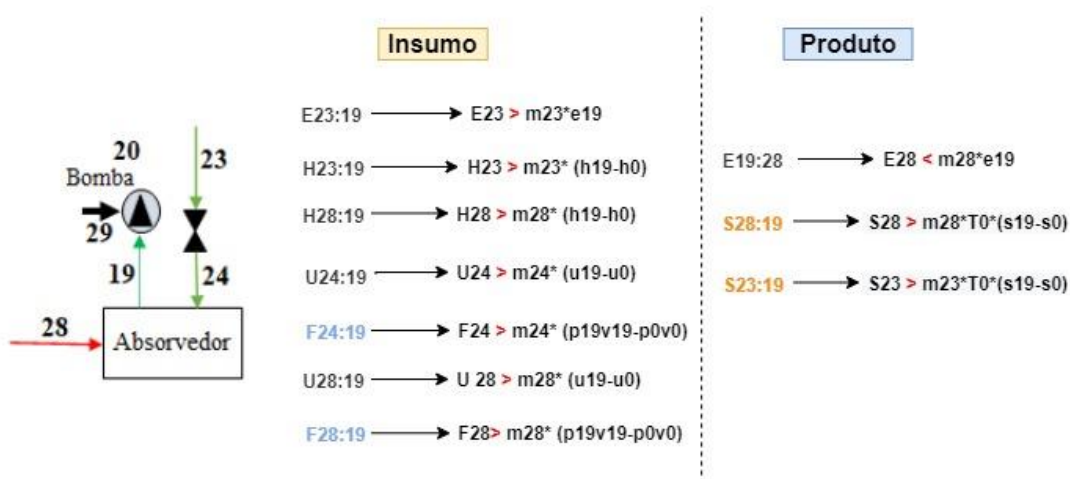 20
23
Bomba
29
19
24
28
Absorvedor
Insumo
E23:19 E23 > m23*e19
H23:19 H23 > m23* (h19-h0)
H28:19 H28 > m28* (h19-h0)
U24:19 U24 > m24* (u19-u0)
F24:19 F24 > m24* (p19v19-p0v0)
U28:19 U 28 > m28* (u19-u0)
F28:19 F28> m28* (p19v19-p0v0)
Produto
E19:28 E28 < m28*e19
S28:19 S28 > m28*T0*(s19-s0)
S23:19 S23 > m23*T0*(s19-s0)